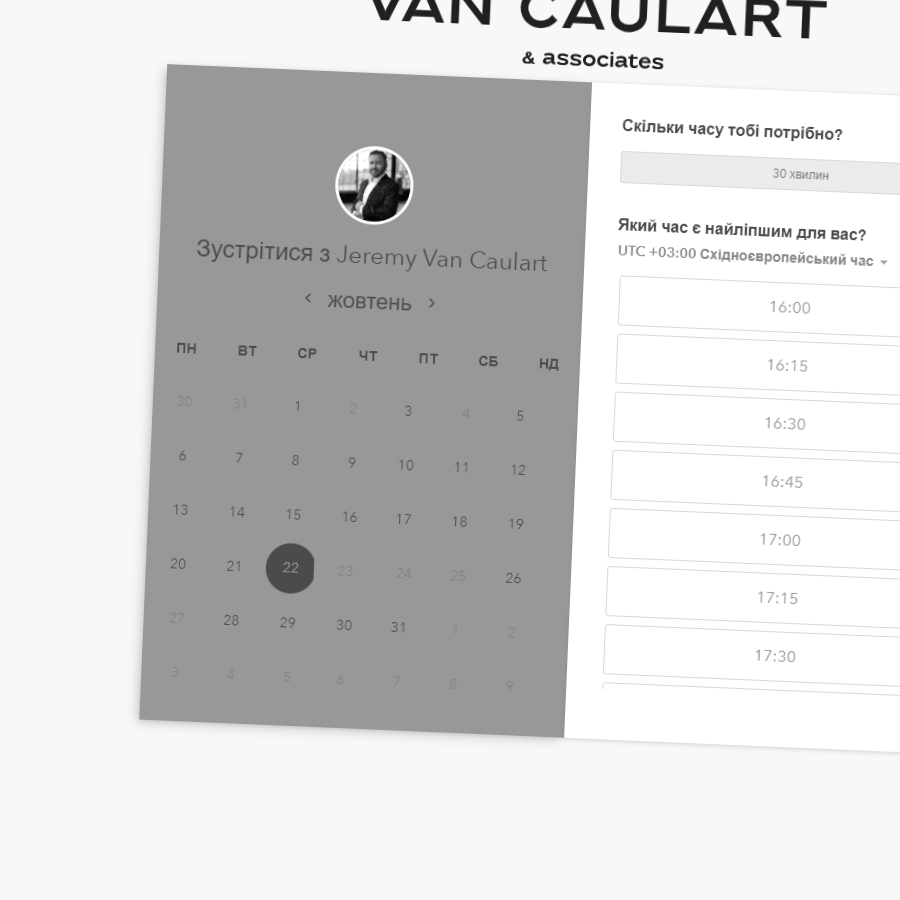 VAN CAULART
& associates
Зустрітися з Jeremy Van Caulart
‹ жовтень ›
ПН ВТ СР ЧТ ПТ СБ НД
30 31 1 2 3 4 5
6 7 8 9 10 11 12
13 14 15 16 17 18 19
20 21 22 23 24 25 26
27 28 29 30 31 1 2
3 4 5 6 7 8 9
Скільки часу тобі потрібно?
30 хвилин
Який час є найліпшим для вас?
UTC +03:00 Східноєвропейський час
16:00
16:15
16:30
16:45
17:00
17:15
17:30